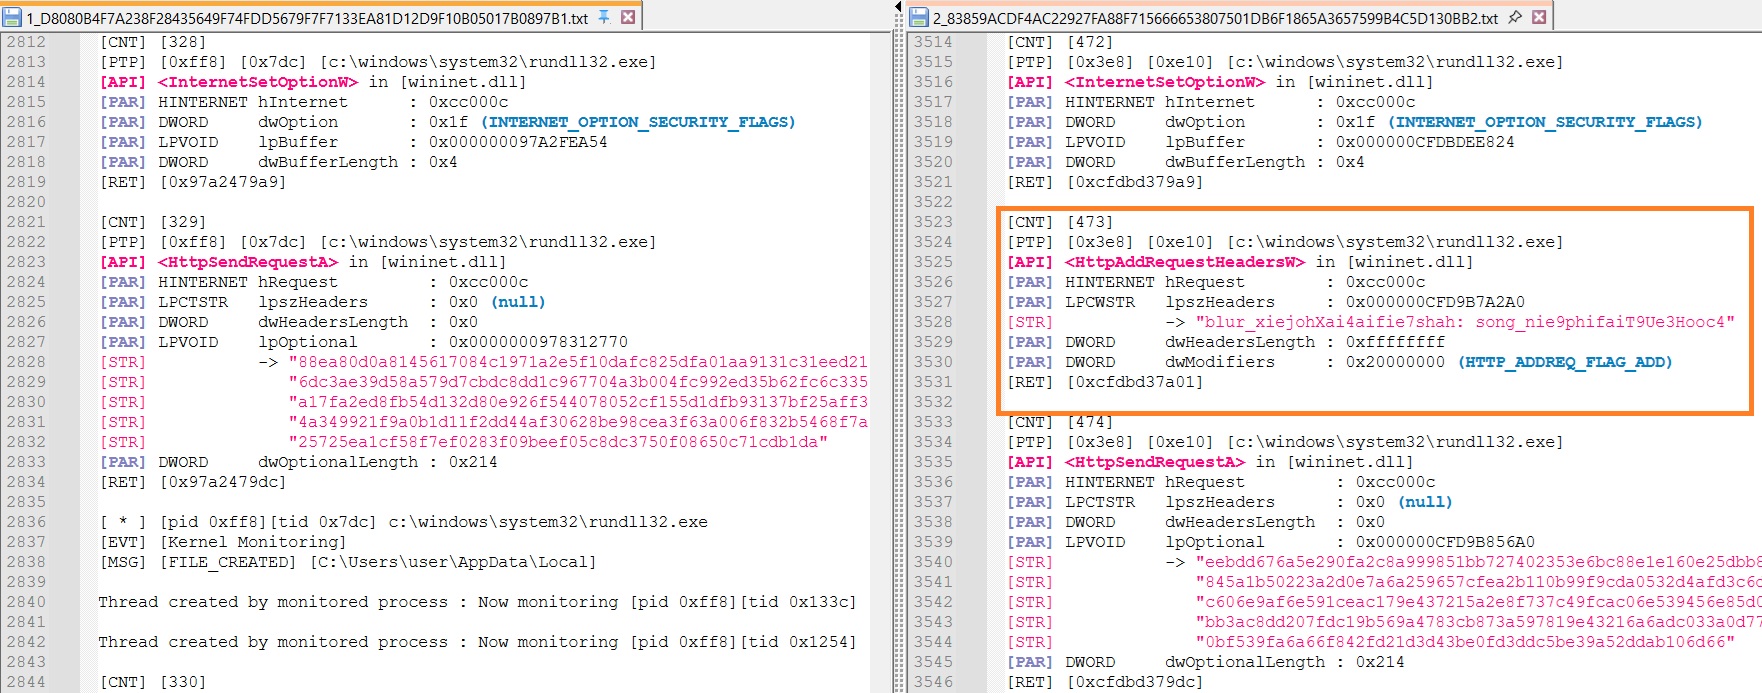 1_D8080B4F7A238F28435649F74FDD5679F7F7133EA81D12D9F10B05017B0897B1.txt
2812 [CNT] [328]
2813 [PTP] [0xff8] [0x7dc] [c:\windows\system32\rundll32.exe]
2814 [API] <InternetSetOptionW> in [wininet.dll]
2815 [PAR] HINTERNET hInternet : 0xcc000c
2816 [PAR] DWORD dwOption : 0x1f (INTERNET_OPTION_SECURITY_FLAGS)
2817 [PAR] LPVOID lpBuffer : 0x000000097A2FEA54
2818 [PAR] DWORD dwBufferLength : 0x4
2819 [RET] [0x97a2479a9]
2820
2821 [CNT] [329]
2822 [PTP] [0xff8] [0x7dc] [c:\windows\system32\rundll32.exe]
2823 [API] <HttpSendRequestA> in [wininet.dll]
2824 [PAR] HINTERNET hRequest : 0xcc000c
2825 [PAR] LPCTSTR lpszHeaders : 0x0 (null)
2826 [PAR] DWORD dwHeadersLength : 0x0
2827 [PAR] LPVOID lpOptional : 0x0000000978312770
2828 [STR] -> "88ea80d0a8145617084c1971a2e5f10dafc825dfa01aa9131c31eed21
2829 [STR] "6dc3ae39d58a579d7cbdc8dd1c967704a3b004fc992ed35b62fc6c335
2830 [STR] "a17fa2ed8fb54d132d80e926f544078052cf155d1dfb93137bf25aff3
2831 [STR] "4a349921f9a0b1d11f2dd44af30628be98cea3f63a006f832b5468f7a
2832 [STR] "25725ea1cf58f7ef0283f09beef05c8dc3750f08650c71cdb1da"
2833 [PAR] DWORD dwOptionalLength : 0x214
2834 [RET] [0x97a2479dc]
2835
2836 [ * ] [pid 0xff8][tid 0x7dc] c:\windows\system32\rundll32.exe
2837 [EVT] [Kernel Monitoring]
2838 [MSG] [FILE_CREATED] [C:\Users\user\AppData\Local]
2839
2840 Thread created by monitored process : Now monitoring [pid 0xff8][tid 0x133c]
2841
2842 Thread created by monitored process : Now monitoring [pid 0xff8][tid 0x1254]
2843
2844 [CNT] [330]
2_83859ACDF4AC22927FA88F715666653807501DB6F1865A3657599B4C5D130BB2.txt
3514 [CNT] [472]
3515 [PTP] [0x3e8] [0xe10] [c:\windows\system32\rundll32.exe]
3516 [API] <InternetSetOptionW> in [wininet.dll]
3517 [PAR] HINTERNET hInternet : 0xcc000c
3518 [PAR] DWORD dwOption : 0x1f (INTERNET_OPTION_SECURITY_FLAGS)
3519 [PAR] LPVOID lpBuffer : 0x000000CFDBDEE824
3520 [PAR] DWORD dwBufferLength : 0x4
3521 [RET] [0xcfdbd379a9]
3522
3523 [CNT] [473]
3524 [PTP] [0x3e8] [0xe10] [c:\windows\system32\rundll32.exe]
3525 [API] <HttpAddRequestHeadersW> in [wininet.dll]
3526 [PAR] HINTERNET hRequest : 0xcc000c
3527 [PAR] LPCWSTR lpszHeaders : 0x000000CFD9B7A2A0
3528 [STR] -> "blur_xiejohXai4aifie7shah: song_nie9phifaiT9Ue3Hooc4"
3529 [PAR] DWORD dwHeadersLength : 0xffffffff
3530 [PAR] DWORD dwModifiers : 0x20000000 (HTTP_ADDREQ_FLAG_ADD)
3531 [RET] [0xcfdbd37a01]
3532
3533 [CNT] [474]
3534 [PTP] [0x3e8] [0xe10] [c:\windows\system32\rundll32.exe]
3535 [API] <HttpSendRequestA> in [wininet.dll]
3536 [PAR] HINTERNET hRequest : 0xcc000c
3537 [PAR] LPCTSTR lpszHeaders : 0x0 (null)
3538 [PAR] DWORD dwHeadersLength : 0x0
3539 [PAR] LPVOID lpOptional : 0x000000CFD9B856A0
3540 [STR] -> "eebdd676a5e290fa2c8a999851bb727402353e6bc88e1e160e25dbb8
3541 [STR] "845a1b50223a2d0e7a6a259657cfea2b110b99f9cda0532d4afd3c6d
3542 [STR] "c606e9af6e591ceac179e437215a2e8f737c49fcac06e539456e85d0
3543 [STR] "bb3ac8dd207fdc19b569a4783cb873a597819e43216a6adc033a0d77
3544 [STR] "0bf539fa6a66f842fd21d3d43be0fd3ddc5be39a52ddab106d66"
3545 [PAR] DWORD dwOptionalLength : 0x214
3546 [RET] [0xcfdbd379dc]